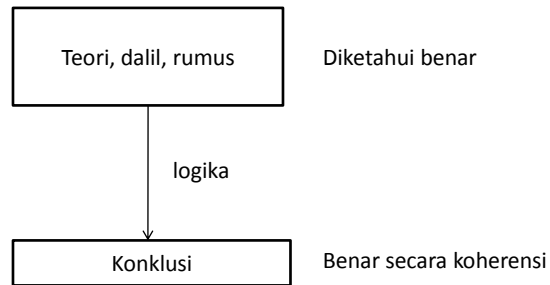 Teori, dalil, rumus
Diketahui benar
logika
Konklusi
Benar secara koherensi